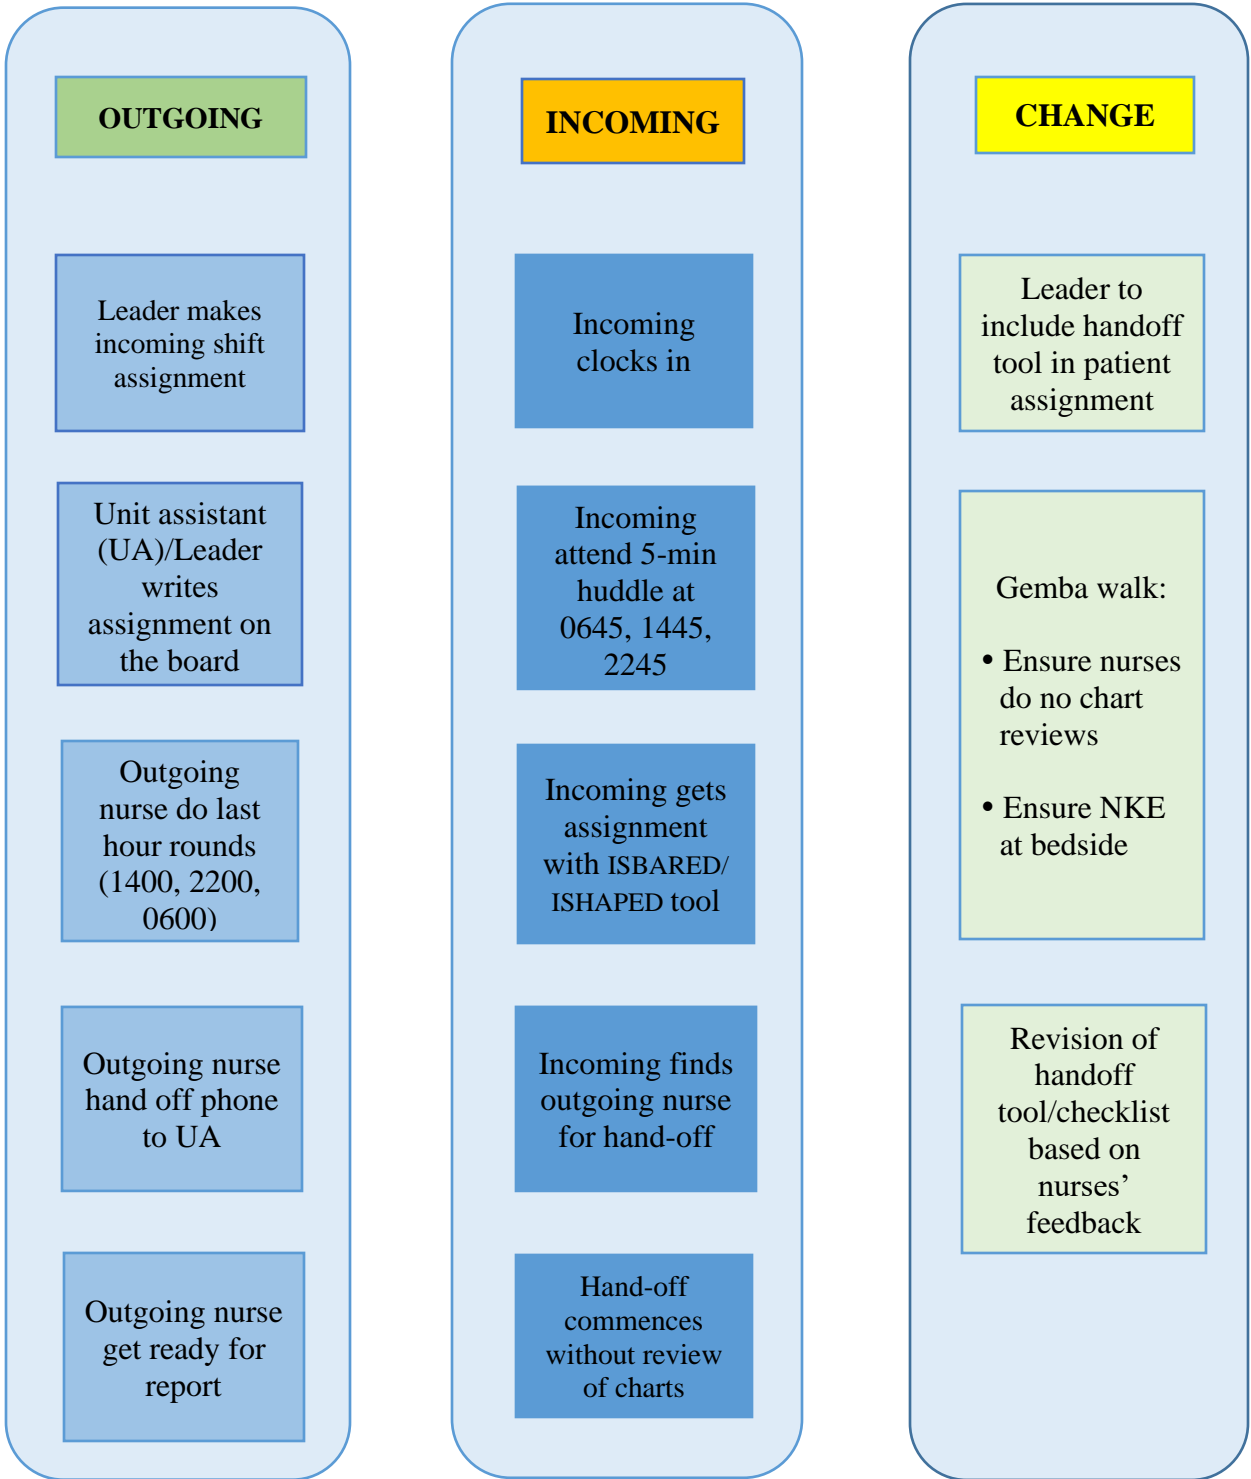 OUTGOING
Leader makes
incoming shift
assignment
Unit assistant
(UA)/Leader
writes
assignment on
the board
Outgoing
nurse do last
hour rounds
(1400, 2200,
0600)
Outgoing nurse
hand off phone
to UA
Outgoing nurse
get ready for
report
INCOMING
Incoming
clocks in
Incoming
attend 5-min
huddle at
0645, 1445,
2245
Incoming gets
assignment
with ISBARED/
ISHAPED tool
Incoming finds
outgoing nurse
for hand-off
Hand-off
commences
without review
of charts
CHANGE
Leader to
include handoff
tool in patient
assignment
Gemba walk:
• Ensure nurses
do no chart
reviews
• Ensure NKE
at bedside
Revision of
handoff
tool/checklist
based on
nurses’
feedback